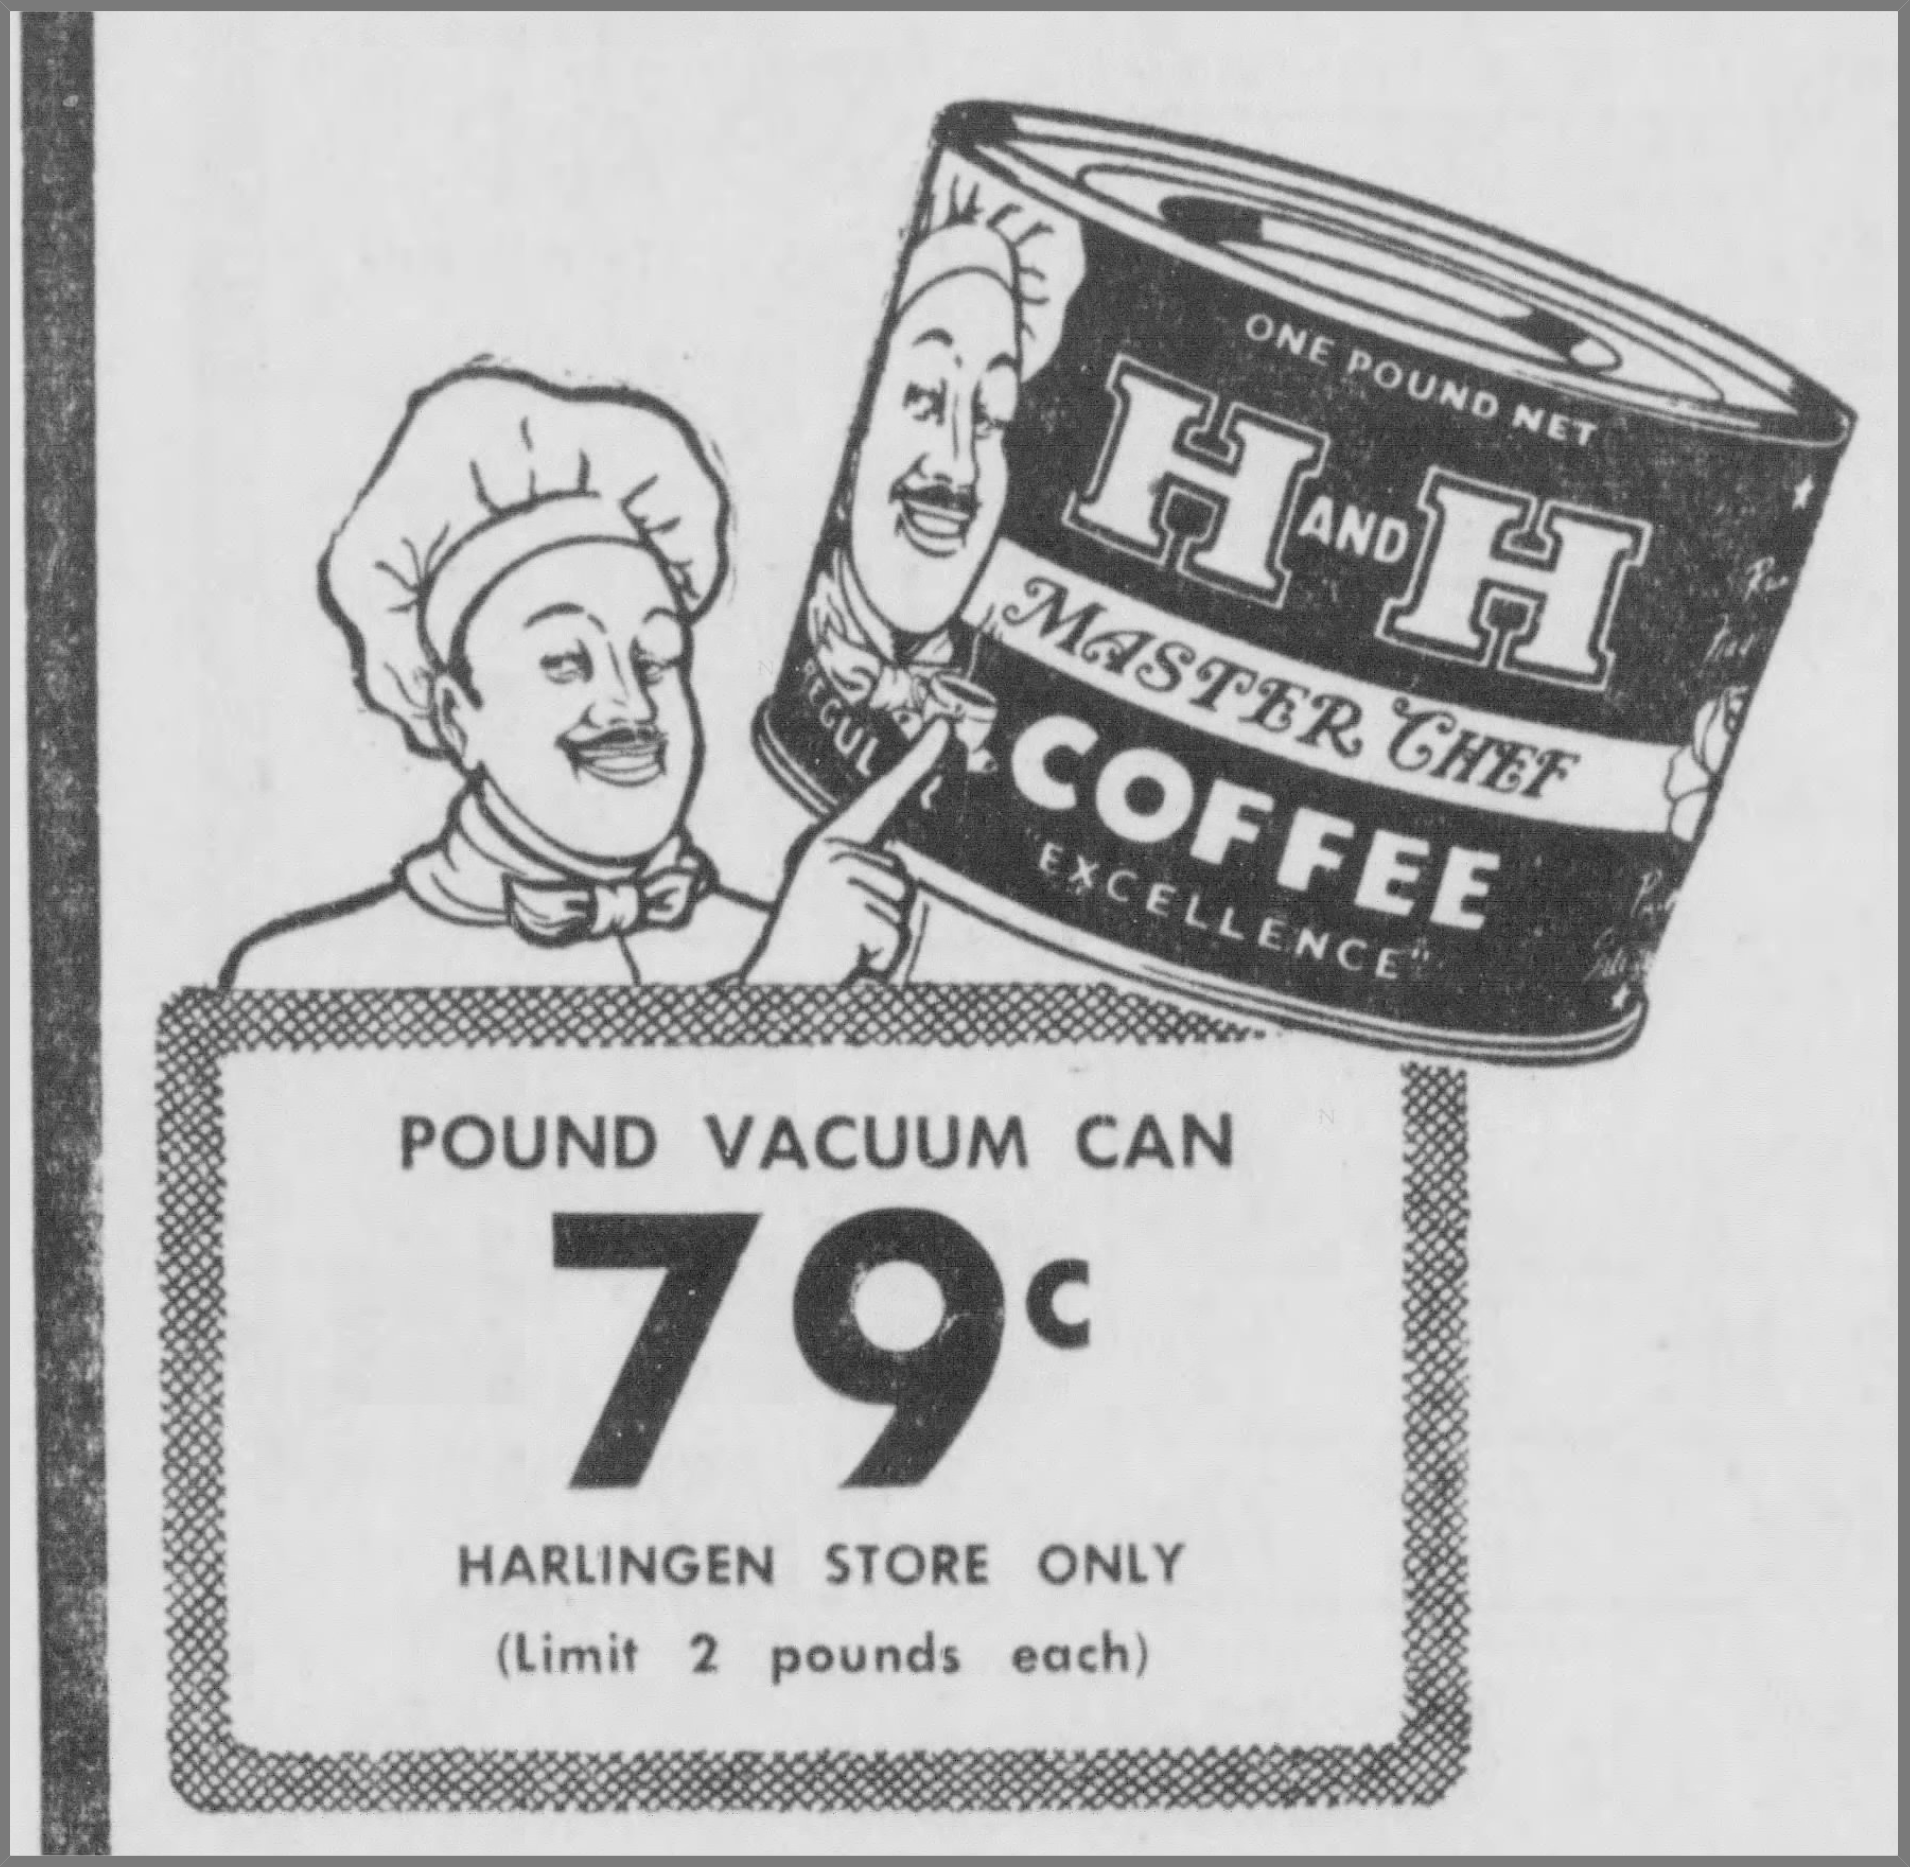 ONE POUND NET
H AND H
MASTER CHEF
COFFEE
"EXCELLENCE"
POUND VACUUM CAN
79c
HARLINGEN STORE ONLY
(Limit 2 pounds each)